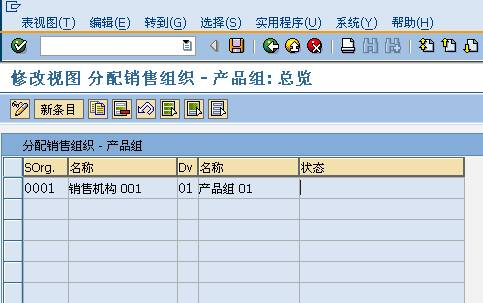 表视图(T) 编辑(E) 转到(G) 选择(S) 实用程序(U) 系统(Y) 帮助(H)
修改视图 分配销售组织 - 产品组: 总览
新条目
分配销售组织 - 产品组
SOrg. 名称 Dv 名称 状态
0001 销售机构 001 01 产品组 01